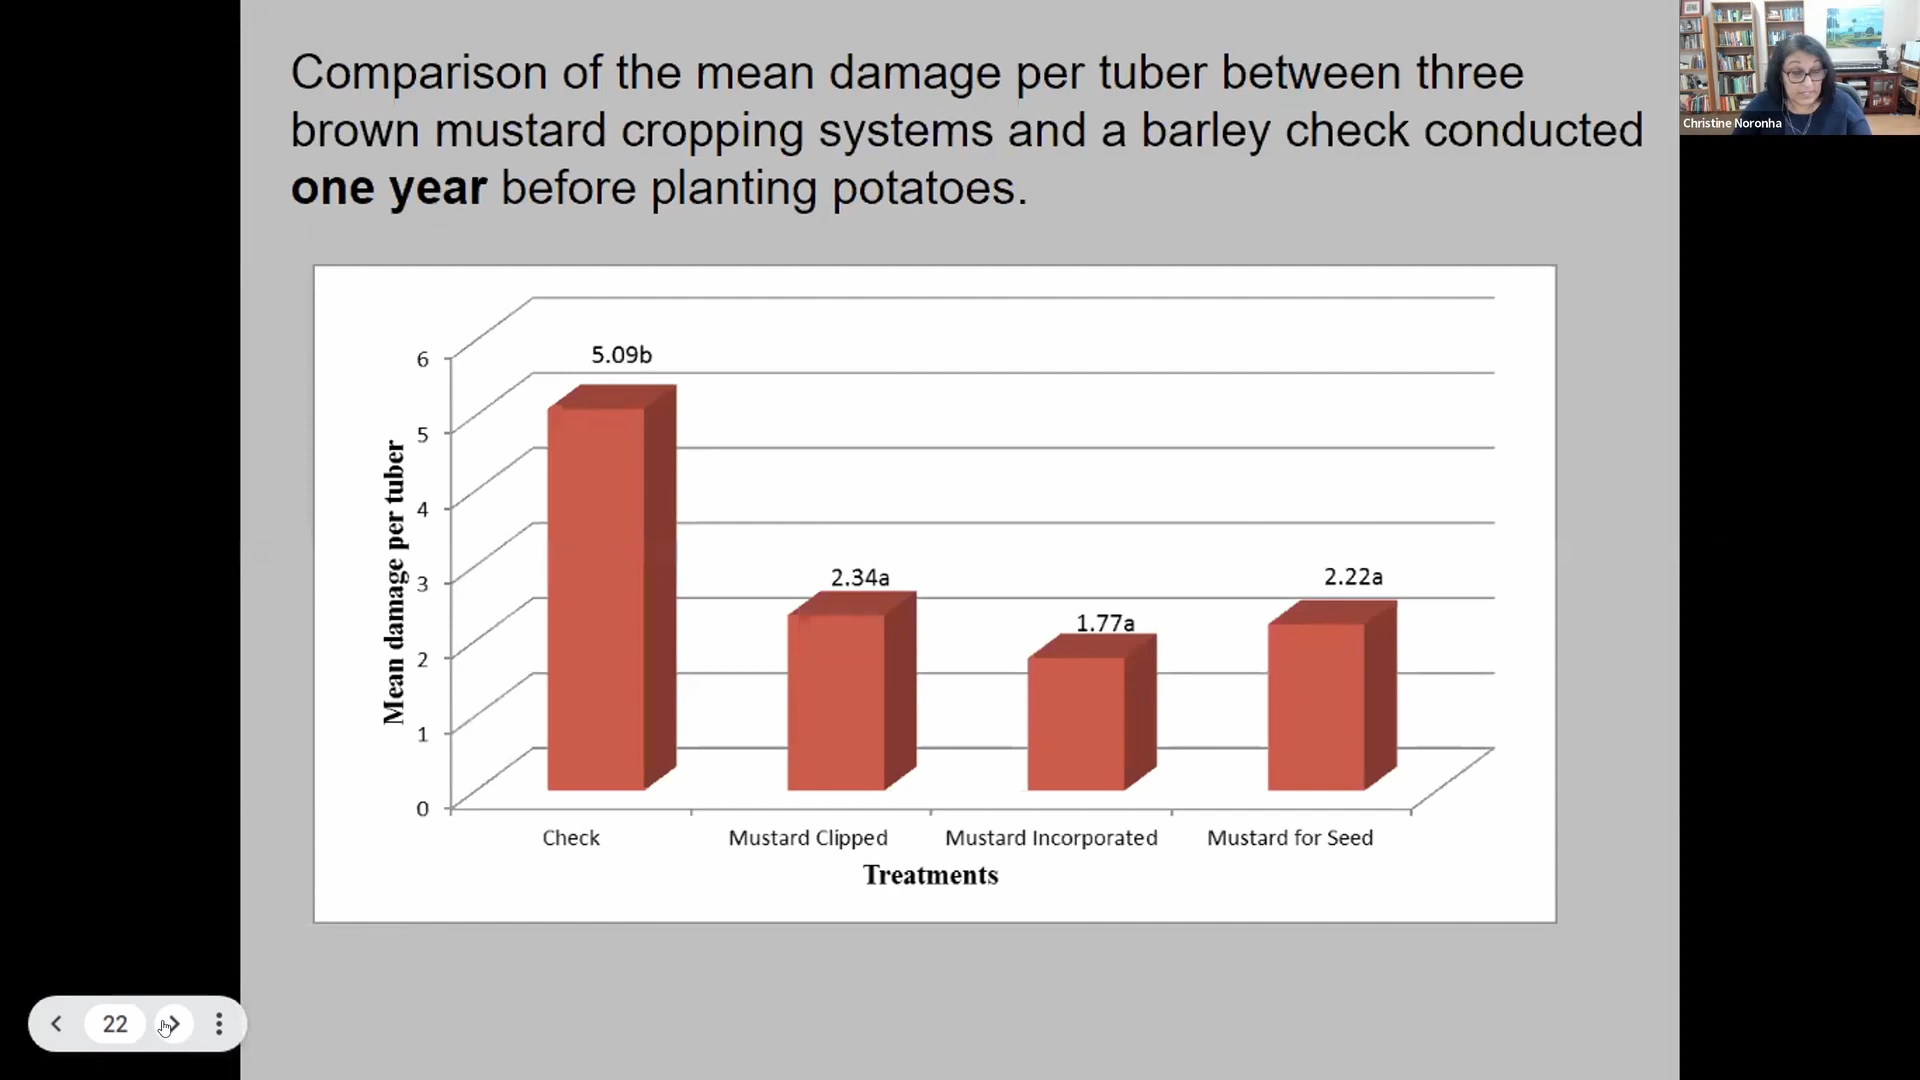 Comparison of the mean damage per tuber between three
brown mustard cropping systems and a barley check conducted
one year before planting potatoes.
Christine Noronha
Mean damage per tuber
6
5
4
3
2
1
0
5.09b
2.34a
1.77a
2.22a
Check
Mustard Clipped
Mustard Incorporated
Mustard for Seed
Treatments
22